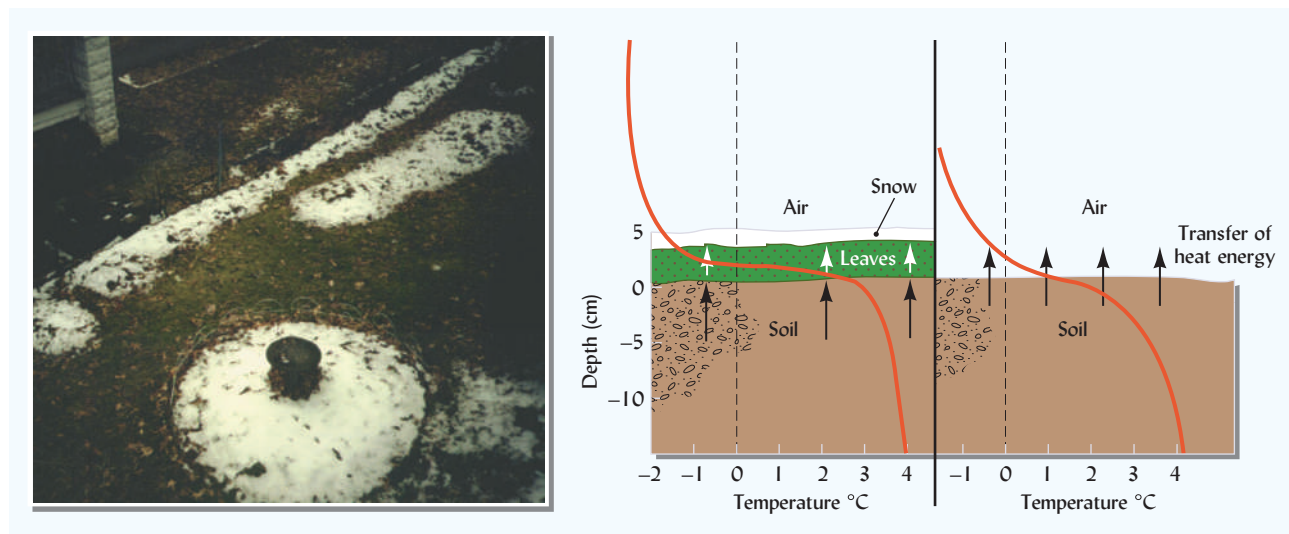 Snow
Air
Air
Transfer of
heat energy
5
Leaves
0
Soil
Soil
Depth (cm)
–5
–10
–2 –1 0 1 2 3 4
–1 0 1 2 3 4
Temperature °C
Temperature °C